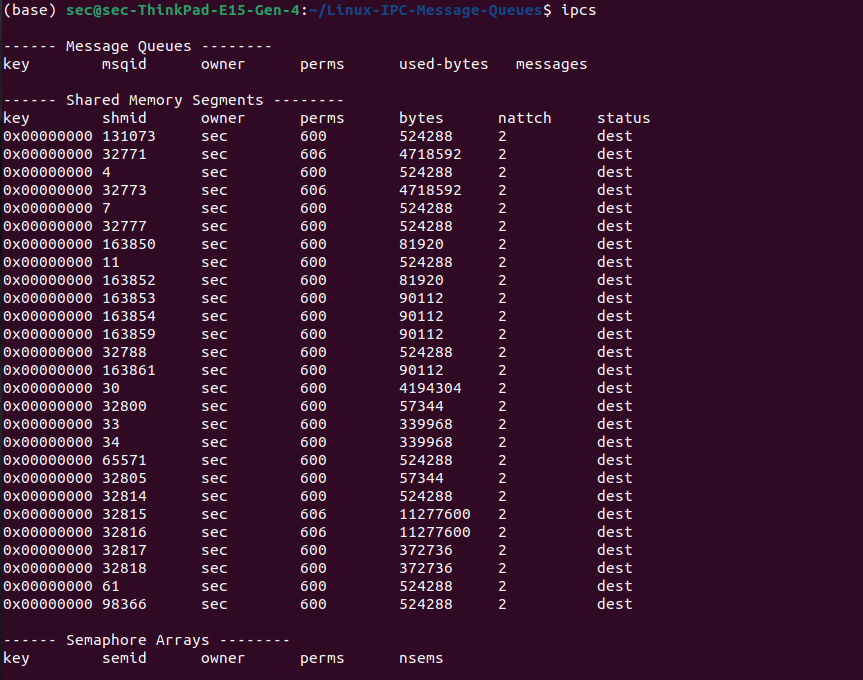 (base) sec@sec-ThinkPad-E15-Gen-4:~/Linux-IPC-Message-Queues$ ipcs
------ Message Queues --------
key        msqid      owner      perms      used-bytes   messages
------ Shared Memory Segments --------
key        shmid      owner      perms      bytes      nattch     status
0x00000000 131073     sec        600        524288     2          dest
0x00000000 32771      sec        606        4718592    2          dest
0x00000000 4          sec        600        524288     2          dest
0x00000000 32773      sec        606        4718592    2          dest
0x00000000 7          sec        600        524288     2          dest
0x00000000 32777      sec        600        524288     2          dest
0x00000000 163850     sec        600        81920      2          dest
0x00000000 11         sec        600        524288     2          dest
0x00000000 163852     sec        600        81920      2          dest
0x00000000 163853     sec        600        90112      2          dest
0x00000000 163854     sec        600        90112      2          dest
0x00000000 163859     sec        600        90112      2          dest
0x00000000 32788      sec        600        524288     2          dest
0x00000000 163861     sec        600        90112      2          dest
0x00000000 30         sec        600        4194304    2          dest
0x00000000 32800      sec        600        57344      2          dest
0x00000000 33         sec        600        339968     2          dest
0x00000000 34         sec        600        339968     2          dest
0x00000000 65571      sec        600        524288     2          dest
0x00000000 32805      sec        600        57344      2          dest
0x00000000 32814      sec        600        524288     2          dest
0x00000000 32815      sec        606        11277600   2          dest
0x00000000 32816      sec        606        11277600   2          dest
0x00000000 32817      sec        600        372736     2          dest
0x00000000 32818      sec        600        372736     2          dest
0x00000000 61         sec        600        524288     2          dest
0x00000000 98366      sec        600        524288     2          dest
------ Semaphore Arrays --------
key        semid      owner      perms      nsems